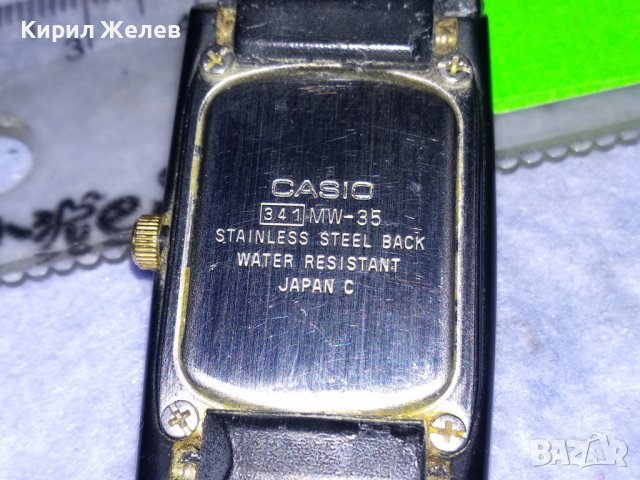 Кирил Желев
CASIO
341 MW-35
STAINLESS STEEL BACK
WATER RESISTANT
JAPAN C
BAZAR